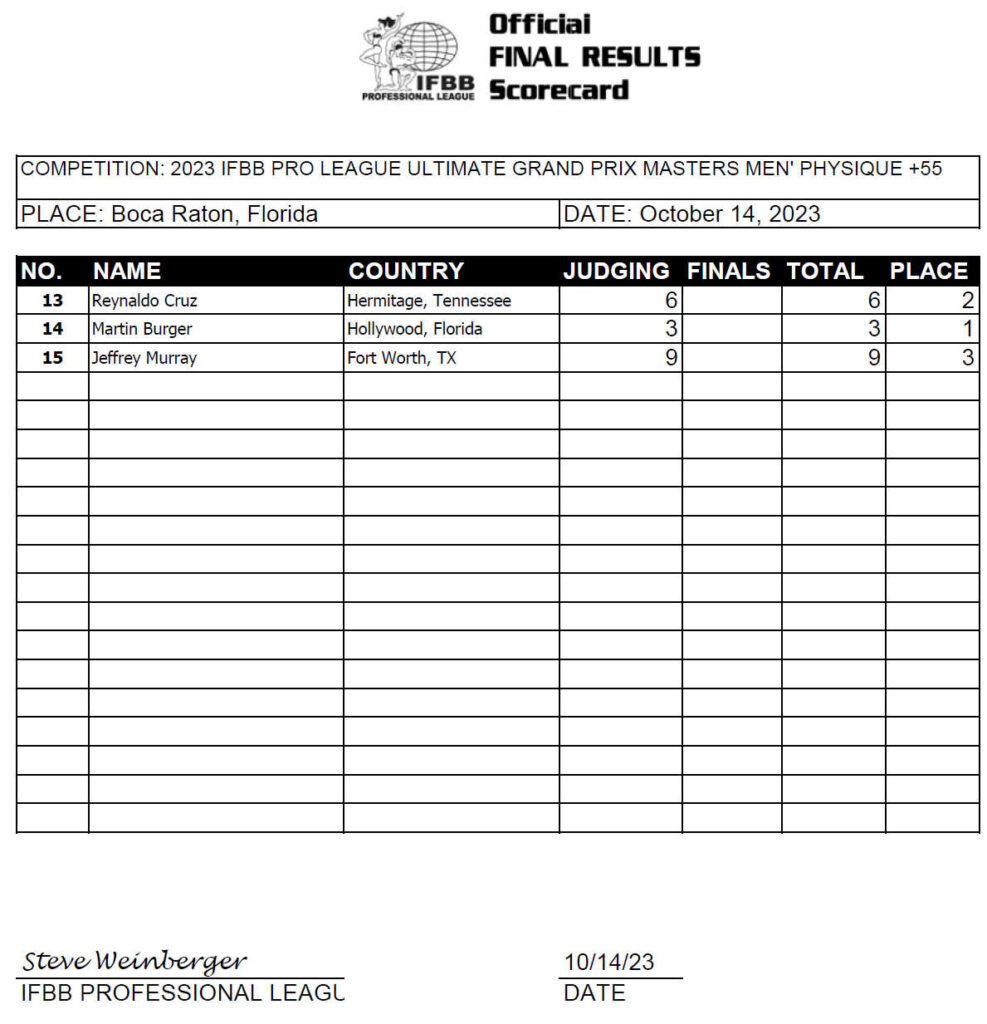 Official
FINAL RESULTS
Scorecard
IFBB
PROFESSIONAL LEAGUE
COMPETITION: 2023 IFBB PRO LEAGUE ULTIMATE GRAND PRIX MASTERS MEN' PHYSIQUE +55
PLACE: Boca Raton, Florida DATE: October 14, 2023
NO. NAME COUNTRY JUDGING FINALS TOTAL PLACE
13 Reynaldo Cruz Hermitage, Tennessee 6 6 2
14 Martin Burger Hollywood, Florida 3 3 1
15 Jeffrey Murray Fort Worth, TX 9 9 3
Steve Weinberger 10/14/23
IFBB PROFESSIONAL LEAGU DATE